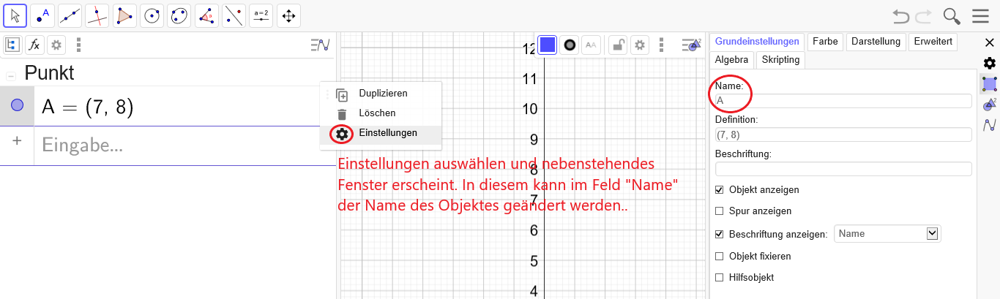 A
a=2
fx
AA
Grundeinstellungen Farbe Darstellung Erweitert
Algebra Skripting
Punkt
A = (7, 8)
+ Eingabe...
Duplizieren
Löschen
Einstellungen
Einstellungen auswählen und nebenstehendes
Fenster erscheint. In diesem kann im Feld "Name"
der Name des Objektes geändert werden..
12
11
10
9
8
7
6
5
4
Name:
A
Definition:
(7, 8)
Beschriftung:
Objekt anzeigen
Spur anzeigen
Beschriftung anzeigen: Name
Objekt fixieren
Hilfsobjekt